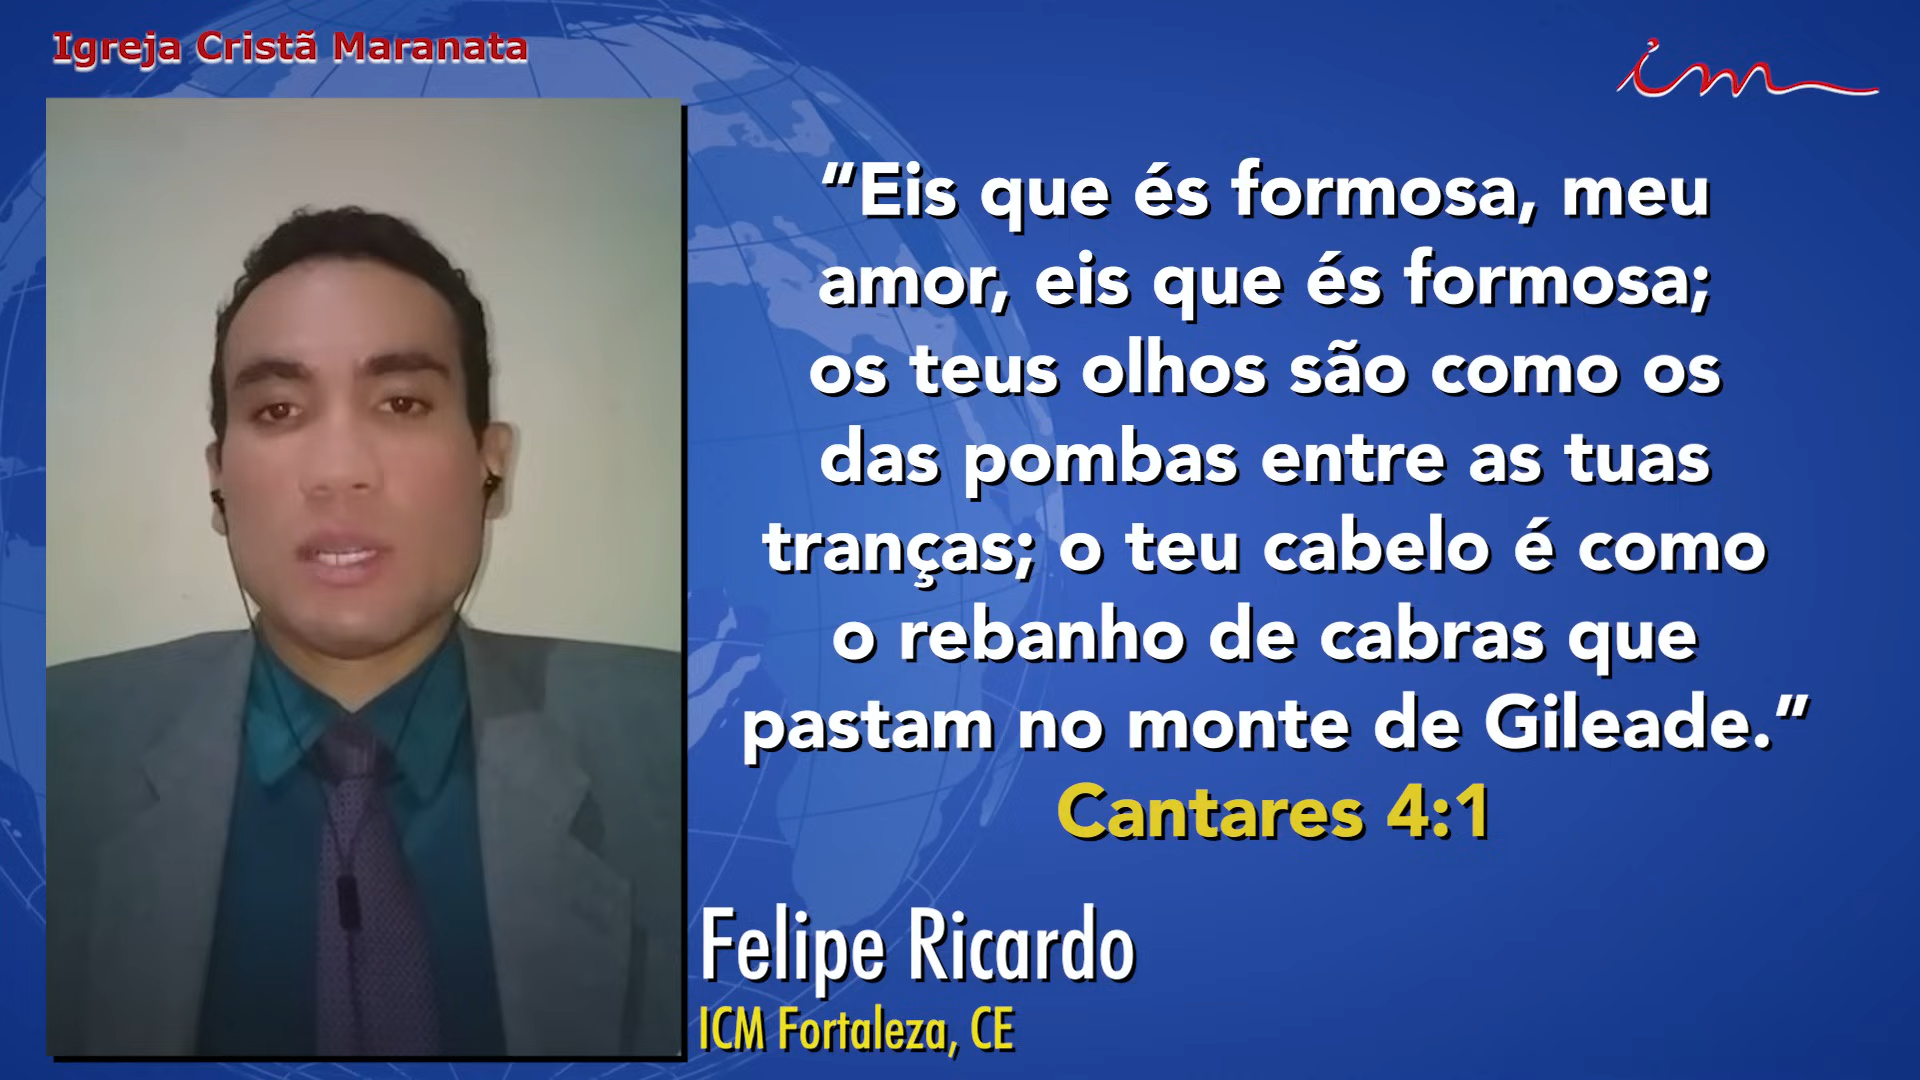 Igreja Cristã Maranata
im
"Eis que és formosa, meu
amor, eis que és formosa;
os teus olhos são como os
das pombas entre as tuas
tranças; o teu cabelo é como
o rebanho de cabras que
pastam no monte de Gileade."
Cantares 4:1
Felipe Ricardo
ICM Fortaleza, CE